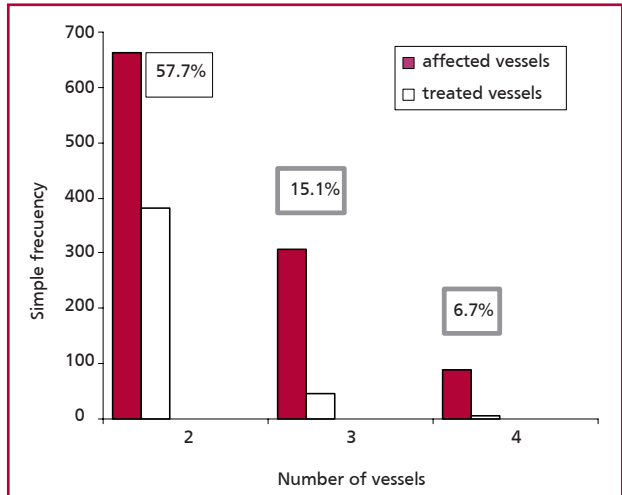 700
600
500
400
300
200
100
0
Simple frecuency
57.7%
15.1%
6.7%
affected vessels
treated vessels
2 3 4
Number of vessels